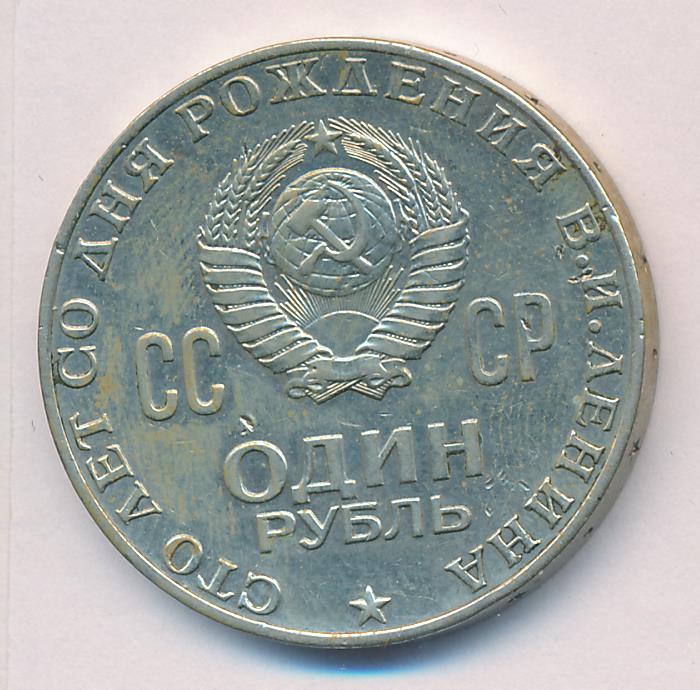 СТО ЛЕТ СО ДНЯ РОЖДЕНИЯ В.И.ЛЕНИНА
СС СР
ОДИН
РУБЛЬ